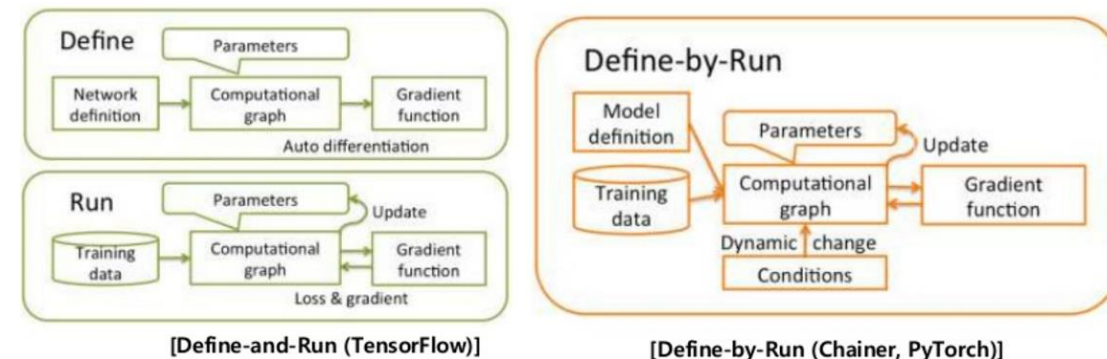 Define
Parameters
Network
definition
Computational
graph
Gradient
function
Auto differentiation
Run
Parameters
Update
Training
data
Computational
graph
Gradient
function
Loss & gradient
[Define-and-Run (TensorFlow)]
Define-by-Run
Model
definition
Parameters
Update
Training
data
Computational
graph
Gradient
function
Dynamic change
Conditions
[Define-by-Run (Chainer, PyTorch)]